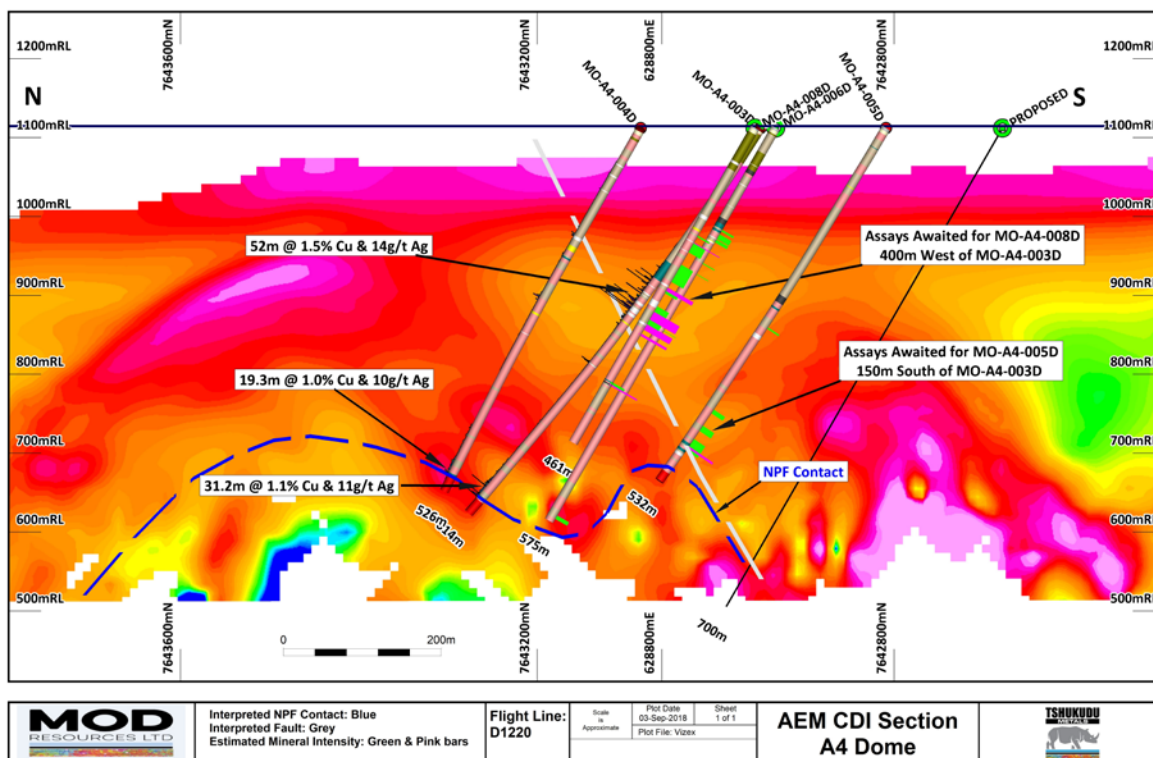 7643600mN
7643200mN
628800mE
7642800mN
1200mRL
1200mRL
N
S
MO-A4-004D
MO-A4-003D
MO-A4-008D
MO-A4-006D
MO-A4-005D
PROPOSED
1100mRL
1100mRL
1000mRL
1000mRL
52m @ 1.5% Cu & 14g/t Ag
Assays Awaited for MO-A4-008D
400m West of MO-A4-003D
900mRL
900mRL
800mRL
800mRL
19.3m @ 1.0% Cu & 10g/t Ag
Assays Awaited for MO-A4-005D
150m South of MO-A4-003D
700mRL
700mRL
31.2m @ 1.1% Cu & 11g/t Ag
461m
NPF Contact
532m
526m
614m
575m
600mRL
600mRL
500mRL
500mRL
700m
0
200m
7643600mN
7643200mN
628800mE
7642800mN
MOD
RESOURCES LTD
Interpreted NPF Contact: Blue
Interpreted Fault: Grey
Estimated Mineral Intensity: Green & Pink bars
Flight Line:
D1220
Scale
is
Approximate
Plot Date
03-Sep-2018
Sheet
1 of 1
Plot File: Vizex
AEM CDI Section
A4 Dome
TSHUKUDU
METALS